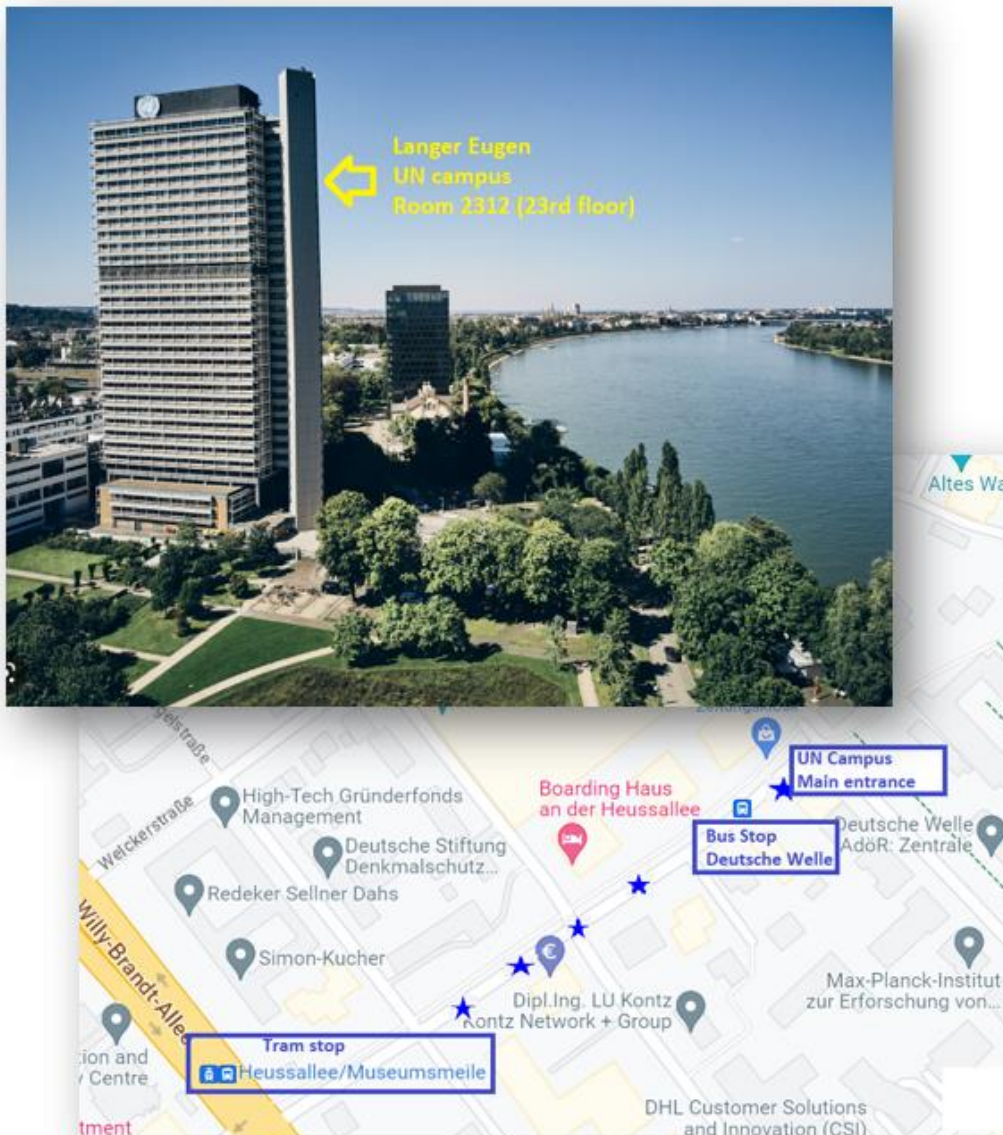 Langer Eugen
UN campus
Room 2312 (23rd floor)
Altes Wa
UN Campus
Main entrance
Boarding Haus
an der Heussallee
High-Tech Gründerfonds
Management
Bus Stop
Deutsche Welle
Deutsche Welle
AdöR: Zentrale
Welckerstraße
Deutsche Stiftung
Denkmalschutz...
Redeker Sellner Dahs
Willy-Brandt-Allee
Simon-Kucher
Max-Planck-Institut
zur Erforschung von...
Dipl.Ing. LU Kontz
Kontz Network + Group
Tram stop
Heussallee/Museumsmeile
tion and
Centre
DHL Customer Solutions
and Innovation (CSI)
tment